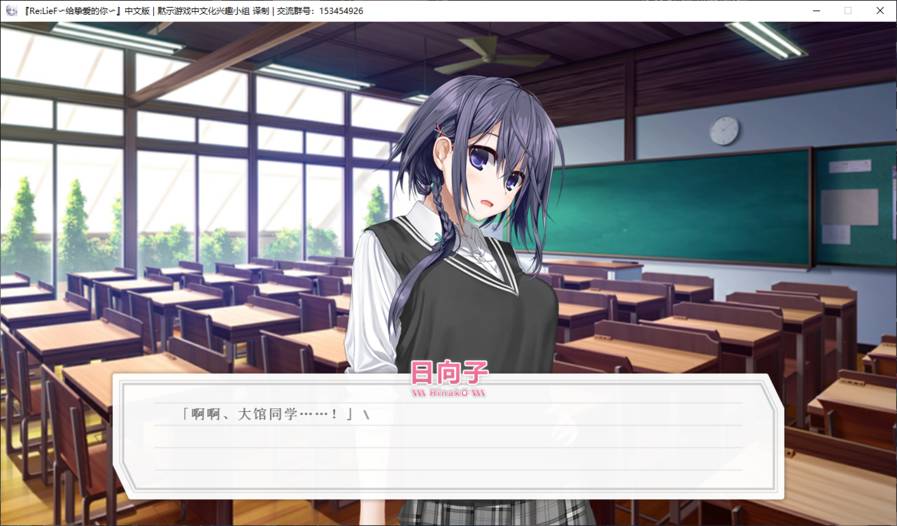 『Re:LieF～给挚爱的你～』中文版 | 默示游戏中文化兴趣小组 译制 | 交流群号：153454926
日向子
HinakO
「啊啊、大馆同学……！」